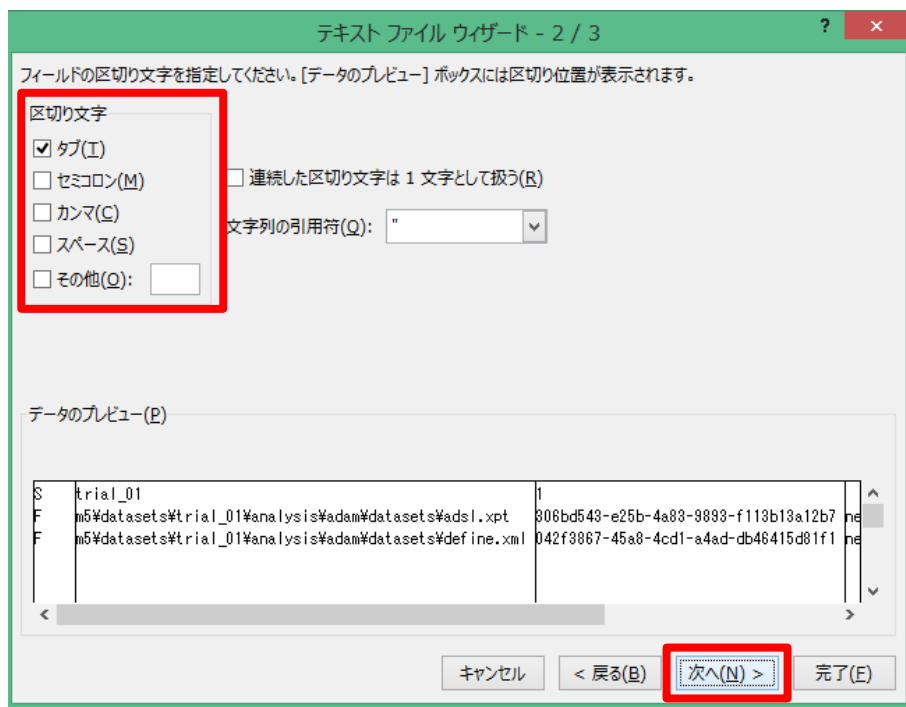 テキスト ファイル ウィザード - 2 / 3
?
×
フィールドの区切り文字を指定してください。[データのプレビュー] ボックスには区切り位置が表示されます。
区切り文字
タブ(T)
セミコロン(M)
カンマ(C)
スペース(S)
その他(O):
連続した区切り文字は 1 文字として扱う(R)
文字列の引用符(Q): "
データのプレビュー(P)
S trial_01 1
F m5¥datasets¥trial_01¥analysis¥adam¥datasets¥adsl.xpt 306bd543-e25b-4a83-9893-f113b13a12b7 ne
F m5¥datasets¥trial_01¥analysis¥adam¥datasets¥define.xml 042f3867-45a8-4cd1-a4ad-db46415d81f1 ne
キャンセル < 戻る(B) 次へ(N) > 完了(F)